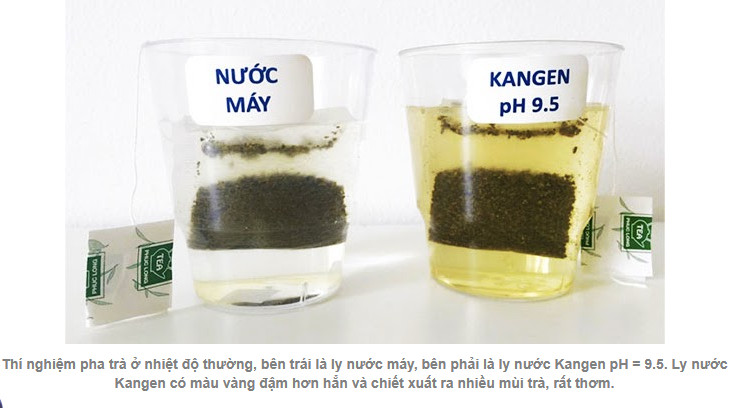 NƯỚC
MÁY
KANGEN
pH 9.5
TEA
PHUC LONG
PHUC LONG
TEA
PHUC LONG
Thí nghiệm pha trà ở nhiệt độ thường, bên trái là ly nước máy, bên phải là ly nước Kangen pH = 9.5. Ly nước
Kangen có màu vàng đậm hơn hẳn và chiết xuất ra nhiều mùi trà, rất thơm.